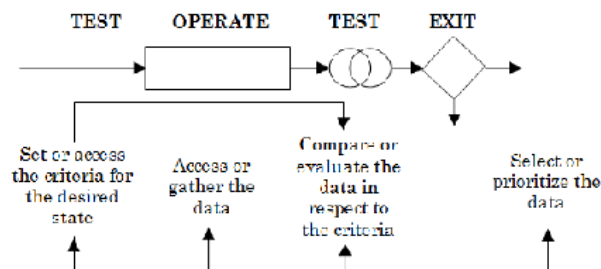 TEST OPERATE TEST EXIT
Set or access
the criteria for
the desired
state
Access or
gather the
data
Compare or
evaluate the
data in
respect to
the criteria
Select or
prioritize the
data